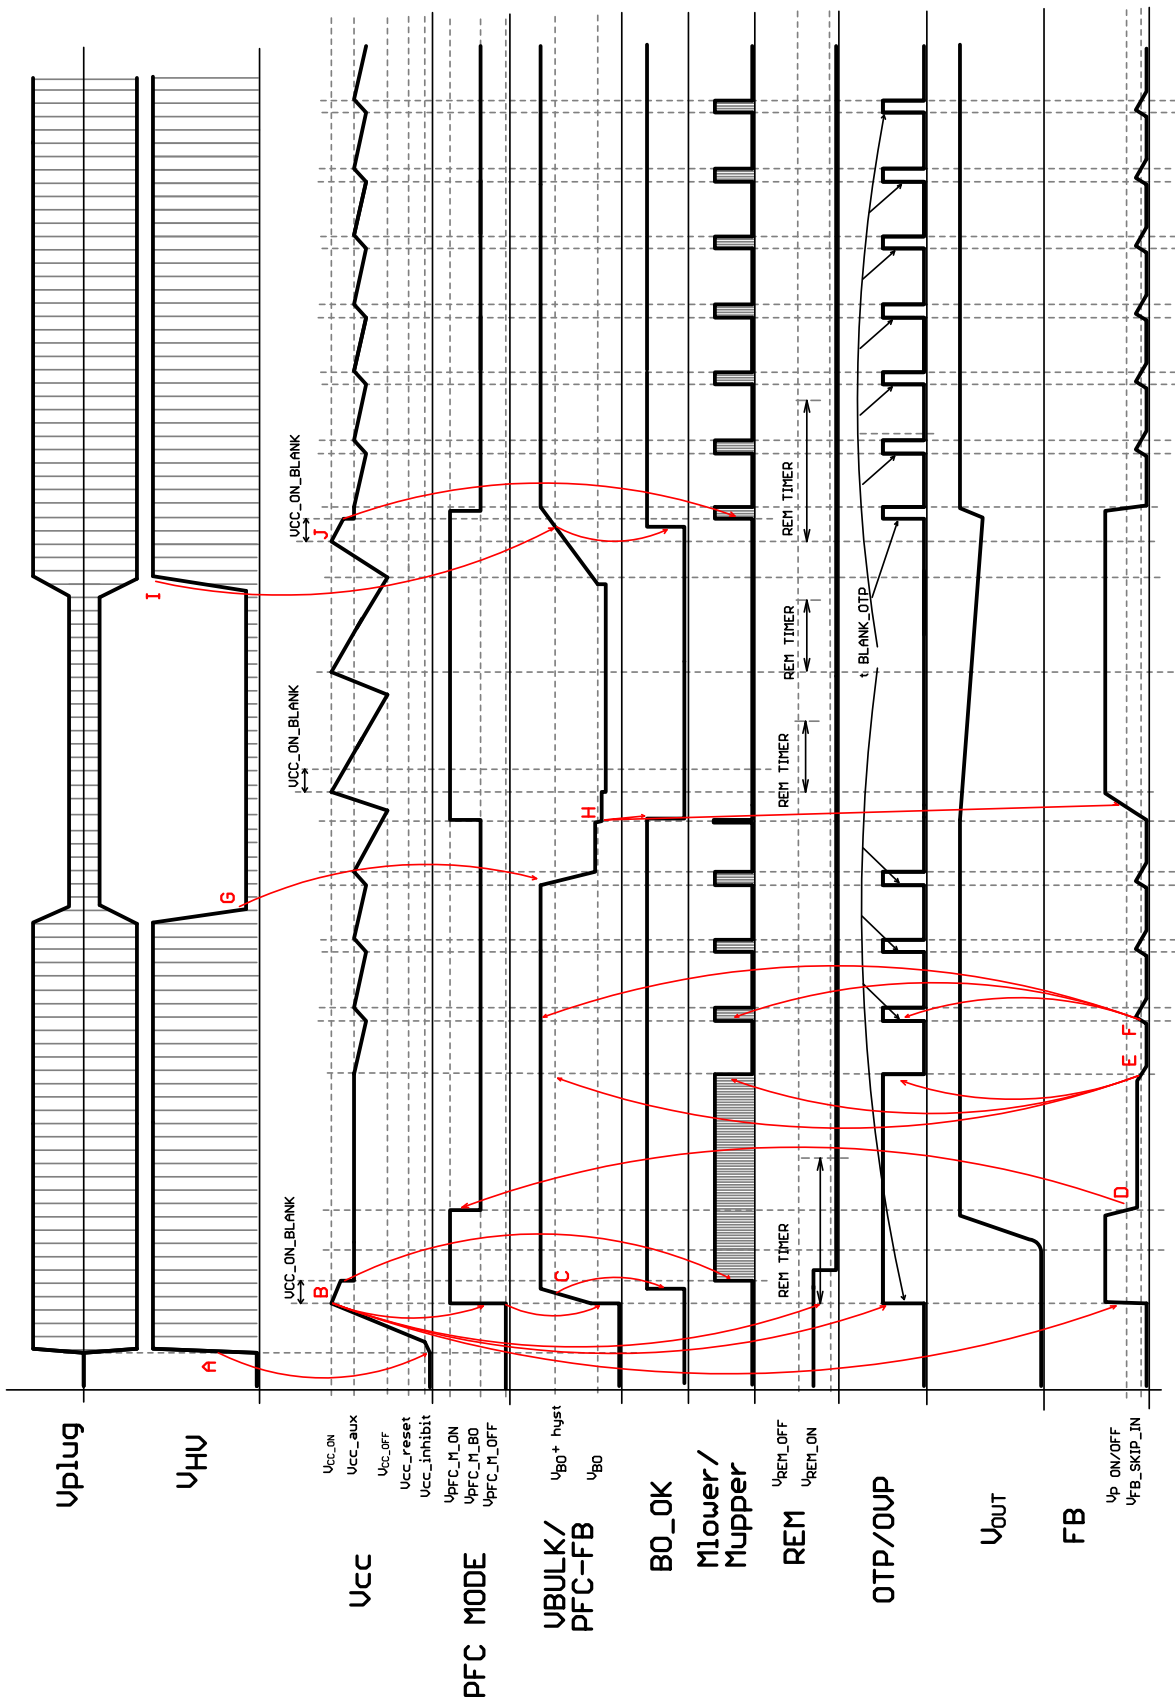 Vplug
VHV
Vcc
VCC_ON
Vcc_aux
VCC_OFF
Vcc_reset
Vcc_inhibit
PFC MODE
VPFC_M_ON
VPFC_M_BO
VPFC_M_OFF
VBULK/
PFC-FB
VBO+ hyst
VBO
BO_OK
Mlower/
Mupper
REM
VREM_OFF
VREM_ON
OTP/OVP
VOUT
FB
VP ON/OFF
VFB_SKIP_IN
A
B
C
D
E
F
G
H
I
J
VCC_ON_BLANK
VCC_ON_BLANK
VCC_ON_BLANK
REM TIMER
REM TIMER
REM TIMER
REM TIMER
t BLANK_OTP